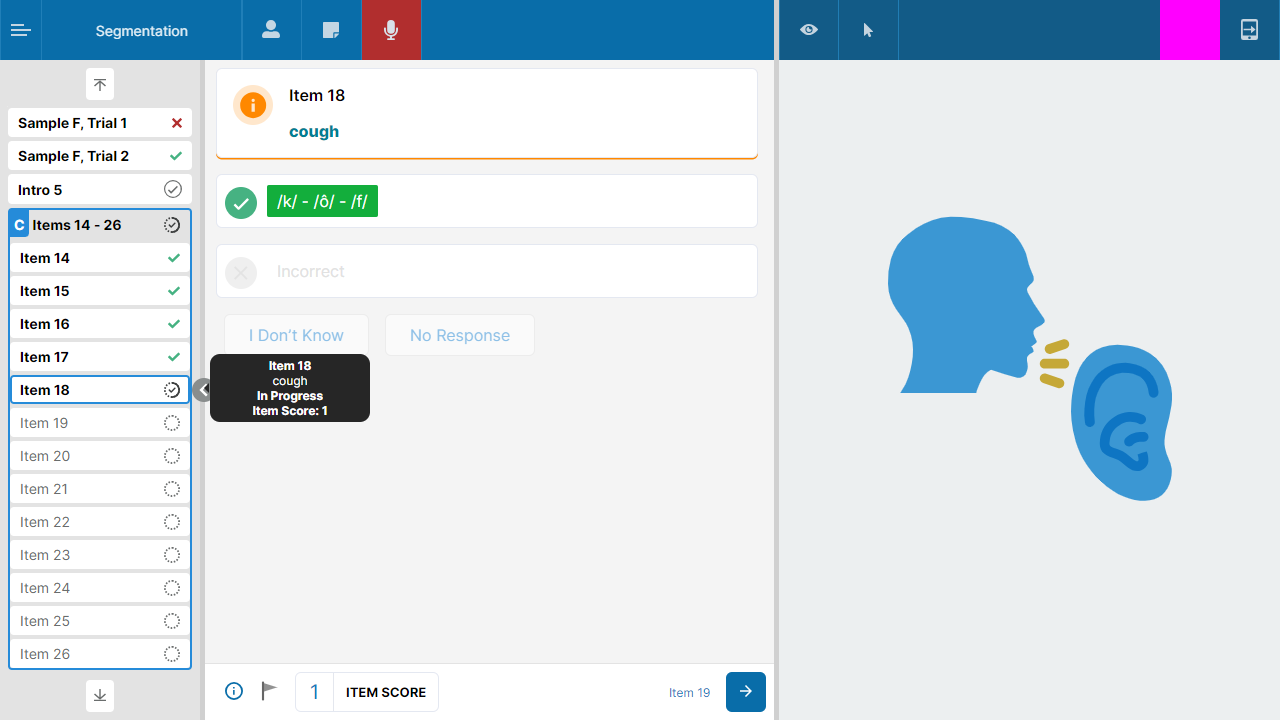 Segmentation
Sample F, Trial 1
Sample F, Trial 2
Intro 5
C Items 14 - 26
Item 14
Item 15
Item 16
Item 17
Item 18
Item 19
Item 20
Item 21
Item 22
Item 23
Item 24
Item 25
Item 26
Item 18
cough
/k/ - /ô/ - /f/
Incorrect
I Don't Know
No Response
Item 18
cough
In Progress
Item Score: 1
1 ITEM SCORE
Item 19